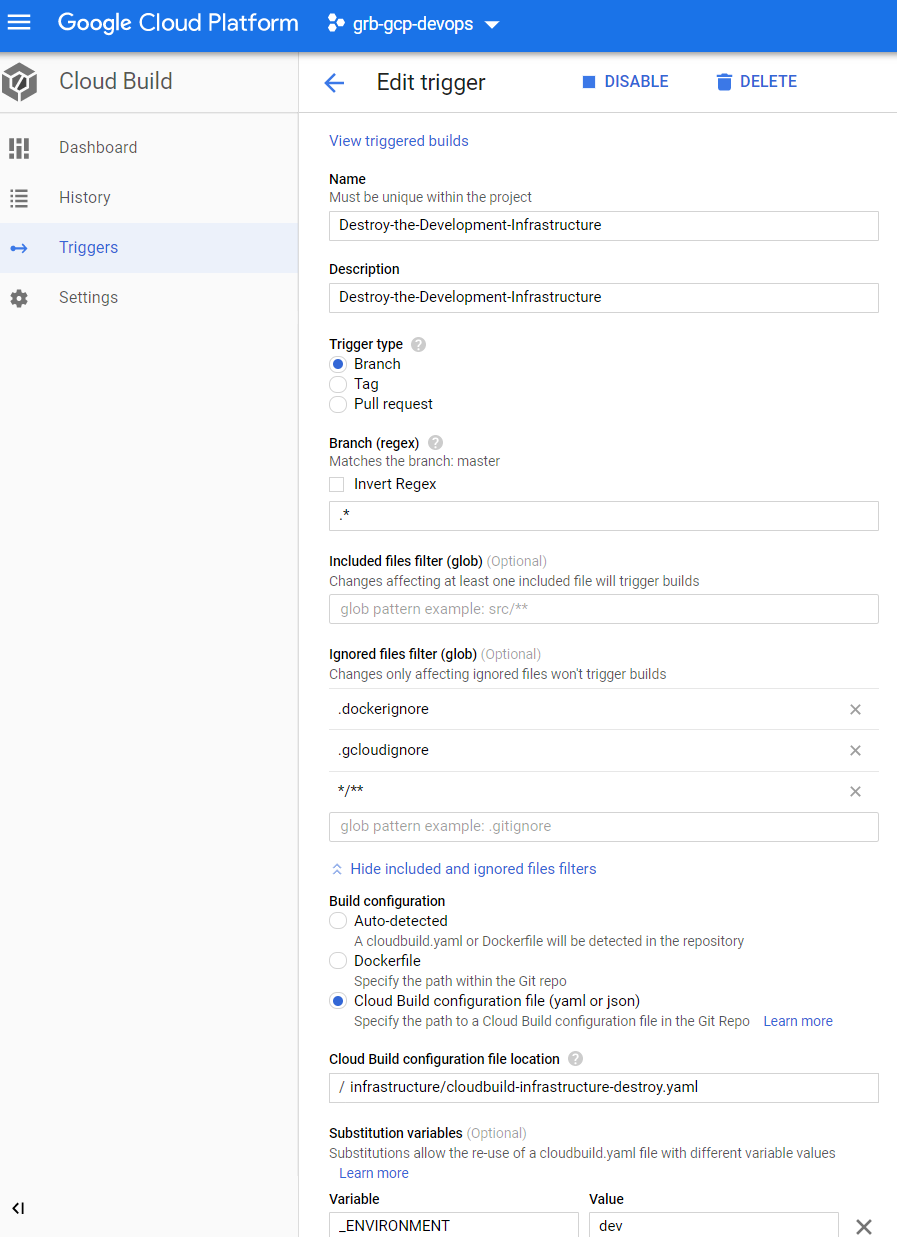 Google Cloud Platform grb-gcp-devops
Cloud Build
Edit trigger DISABLE DELETE
Dashboard
History
Triggers
Settings
View triggered builds
Name
Must be unique within the project
Destroy-the-Development-Infrastructure
Description
Destroy-the-Development-Infrastructure
Trigger type ?
Branch
Tag
Pull request
Branch (regex) ?
Matches the branch: master
Invert Regex
.*
Included files filter (glob) (Optional)
Changes affecting at least one included file will trigger builds
glob pattern example: src/**
Ignored files filter (glob) (Optional)
Changes only affecting ignored files won't trigger builds
.dockerignore
.gcloudignore
*/**
glob pattern example: .gitignore
Hide included and ignored files filters
Build configuration
Auto-detected
A cloudbuild.yaml or Dockerfile will be detected in the repository
Dockerfile
Specify the path within the Git repo
Cloud Build configuration file (yaml or json)
Specify the path to a Cloud Build configuration file in the Git Repo Learn more
Cloud Build configuration file location ?
/ infrastructure/cloudbuild-infrastructure-destroy.yaml
Substitution variables (Optional)
Substitutions allow the re-use of a cloudbuild.yaml file with different variable values
Learn more
Variable Value
_ENVIRONMENT dev